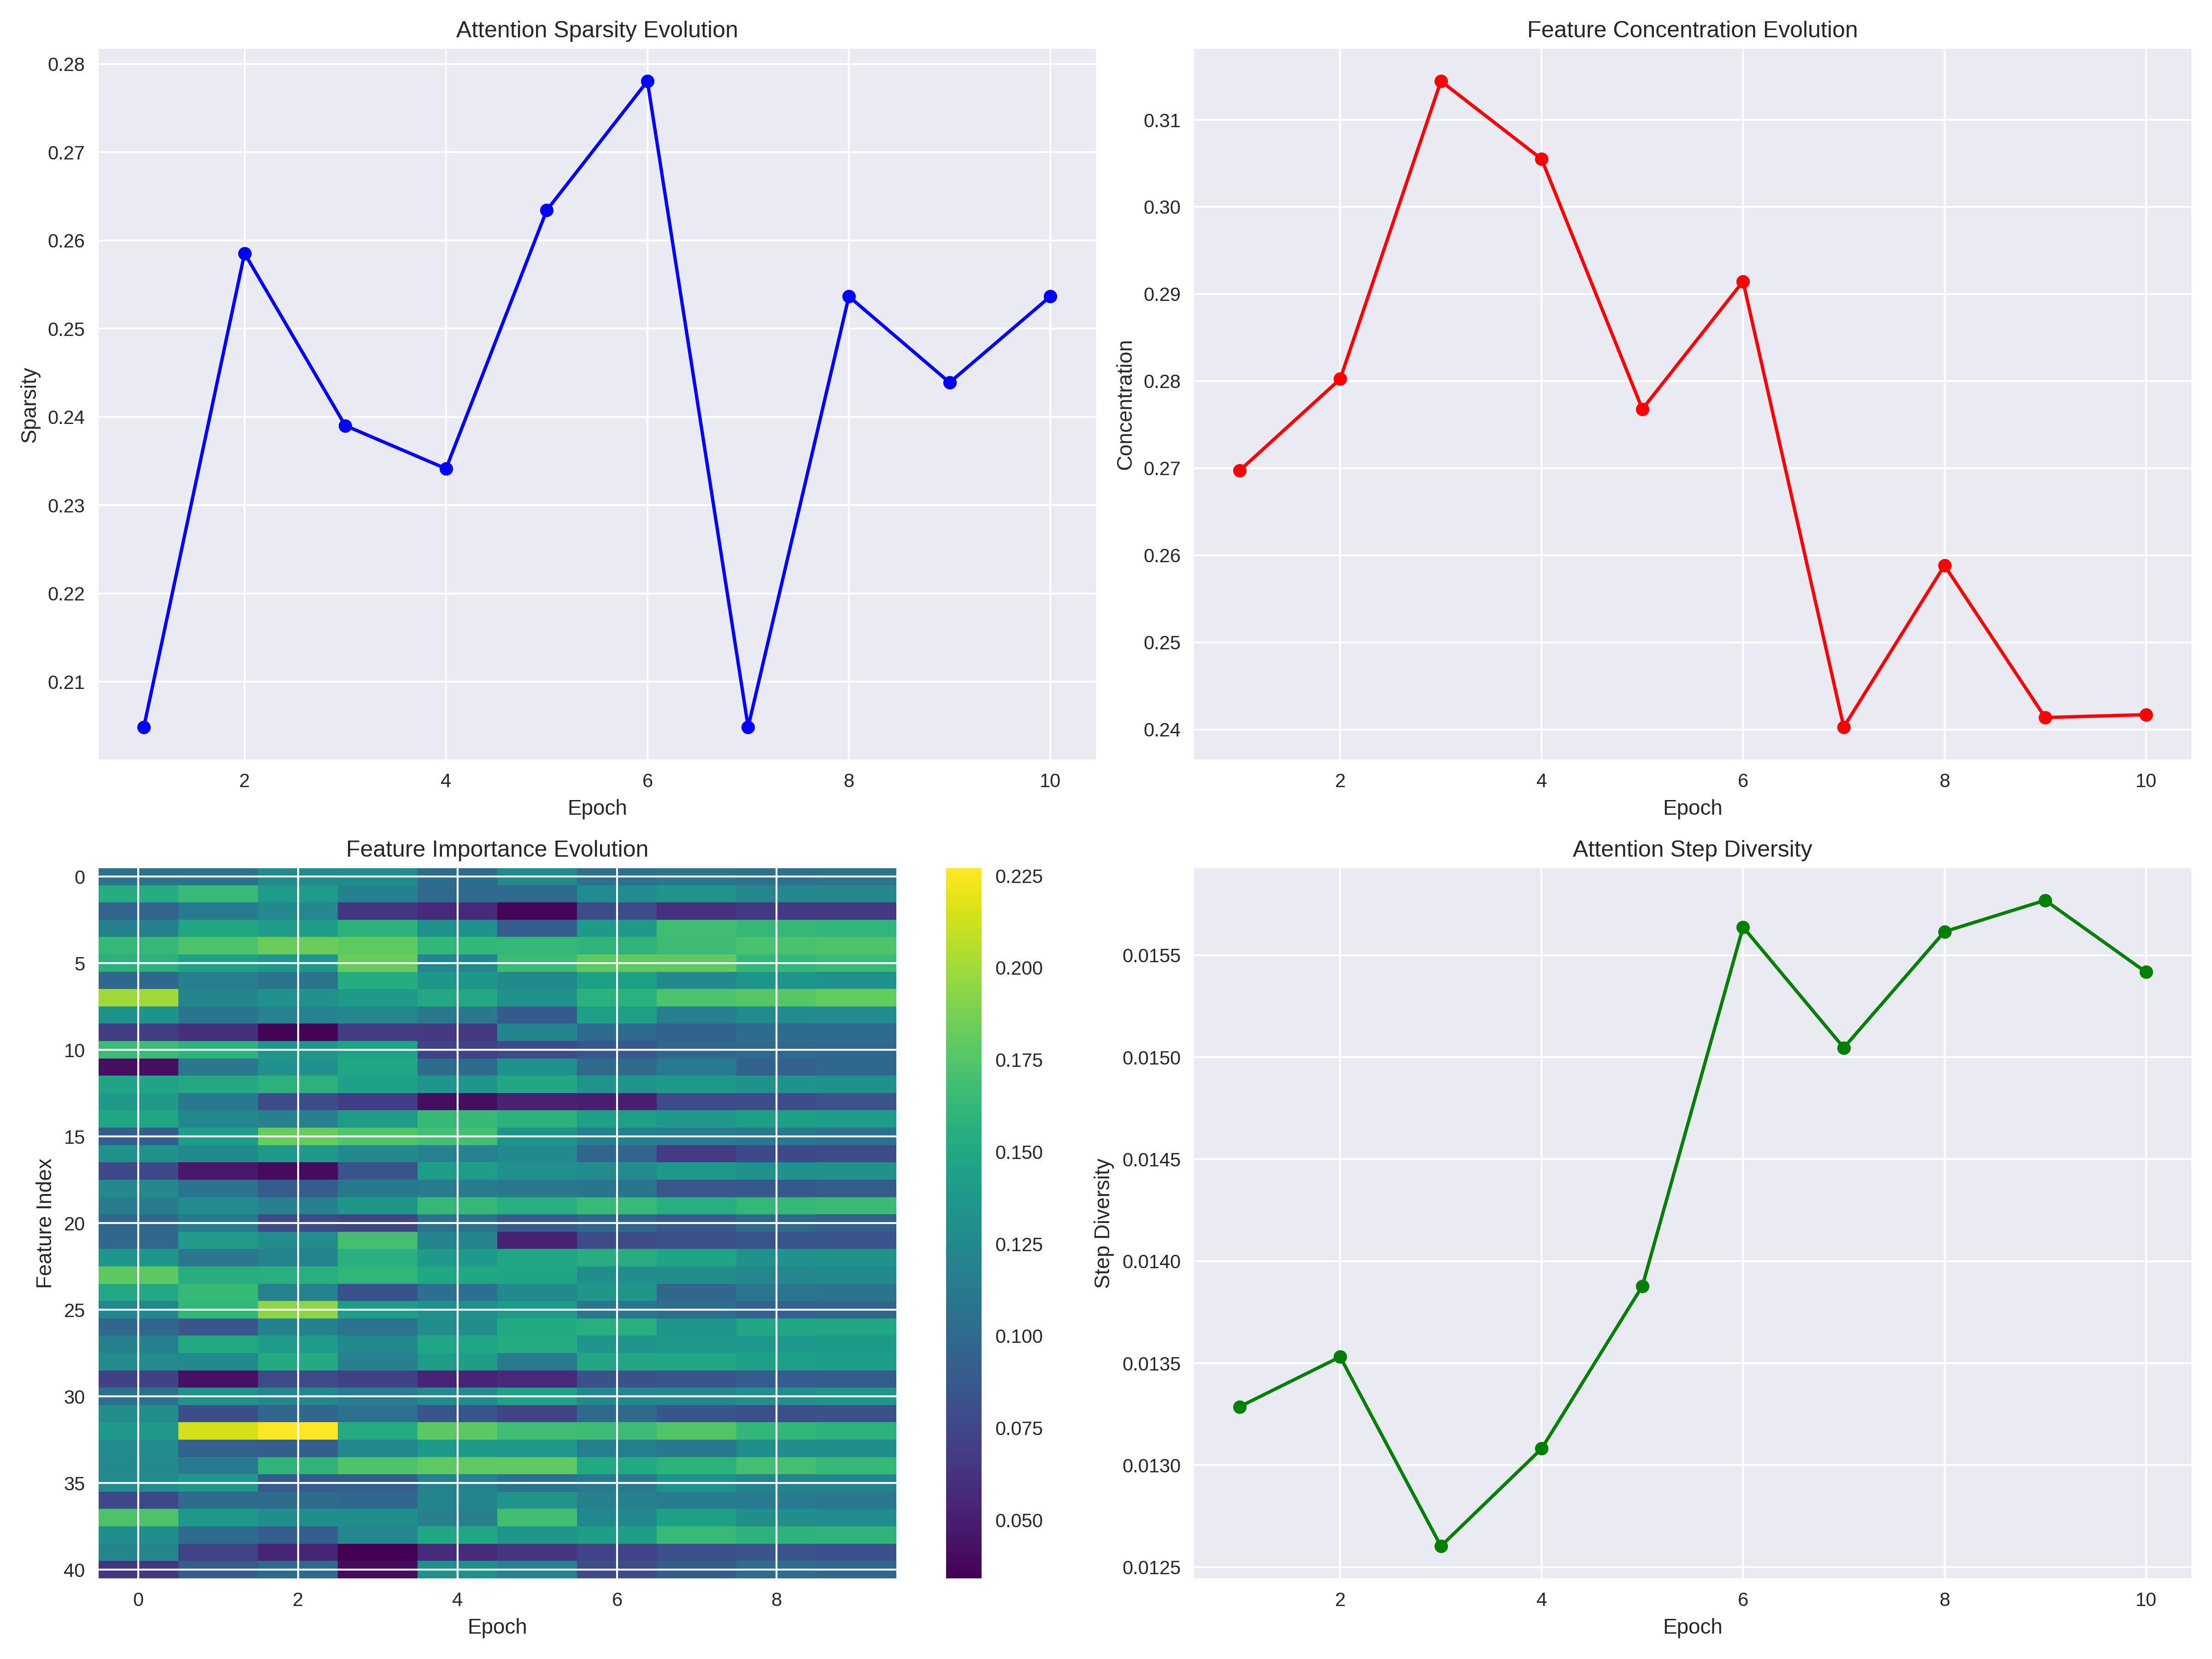 Attention Sparsity Evolution
Sparsity
0.28
0.27
0.26
0.25
0.24
0.23
0.22
0.21
2 4 6 8 10
Epoch
Feature Concentration Evolution
Concentration
0.31
0.30
0.29
0.28
0.27
0.26
0.25
0.24
2 4 6 8 10
Epoch
Feature Importance Evolution
Feature Index
0
5
10
15
20
25
30
35
40
0 2 4 6 8
Epoch
0.225
0.200
0.175
0.150
0.125
0.100
0.075
0.050
Attention Step Diversity
Step Diversity
0.0155
0.0150
0.0145
0.0140
0.0135
0.0130
0.0125
2 4 6 8 10
Epoch